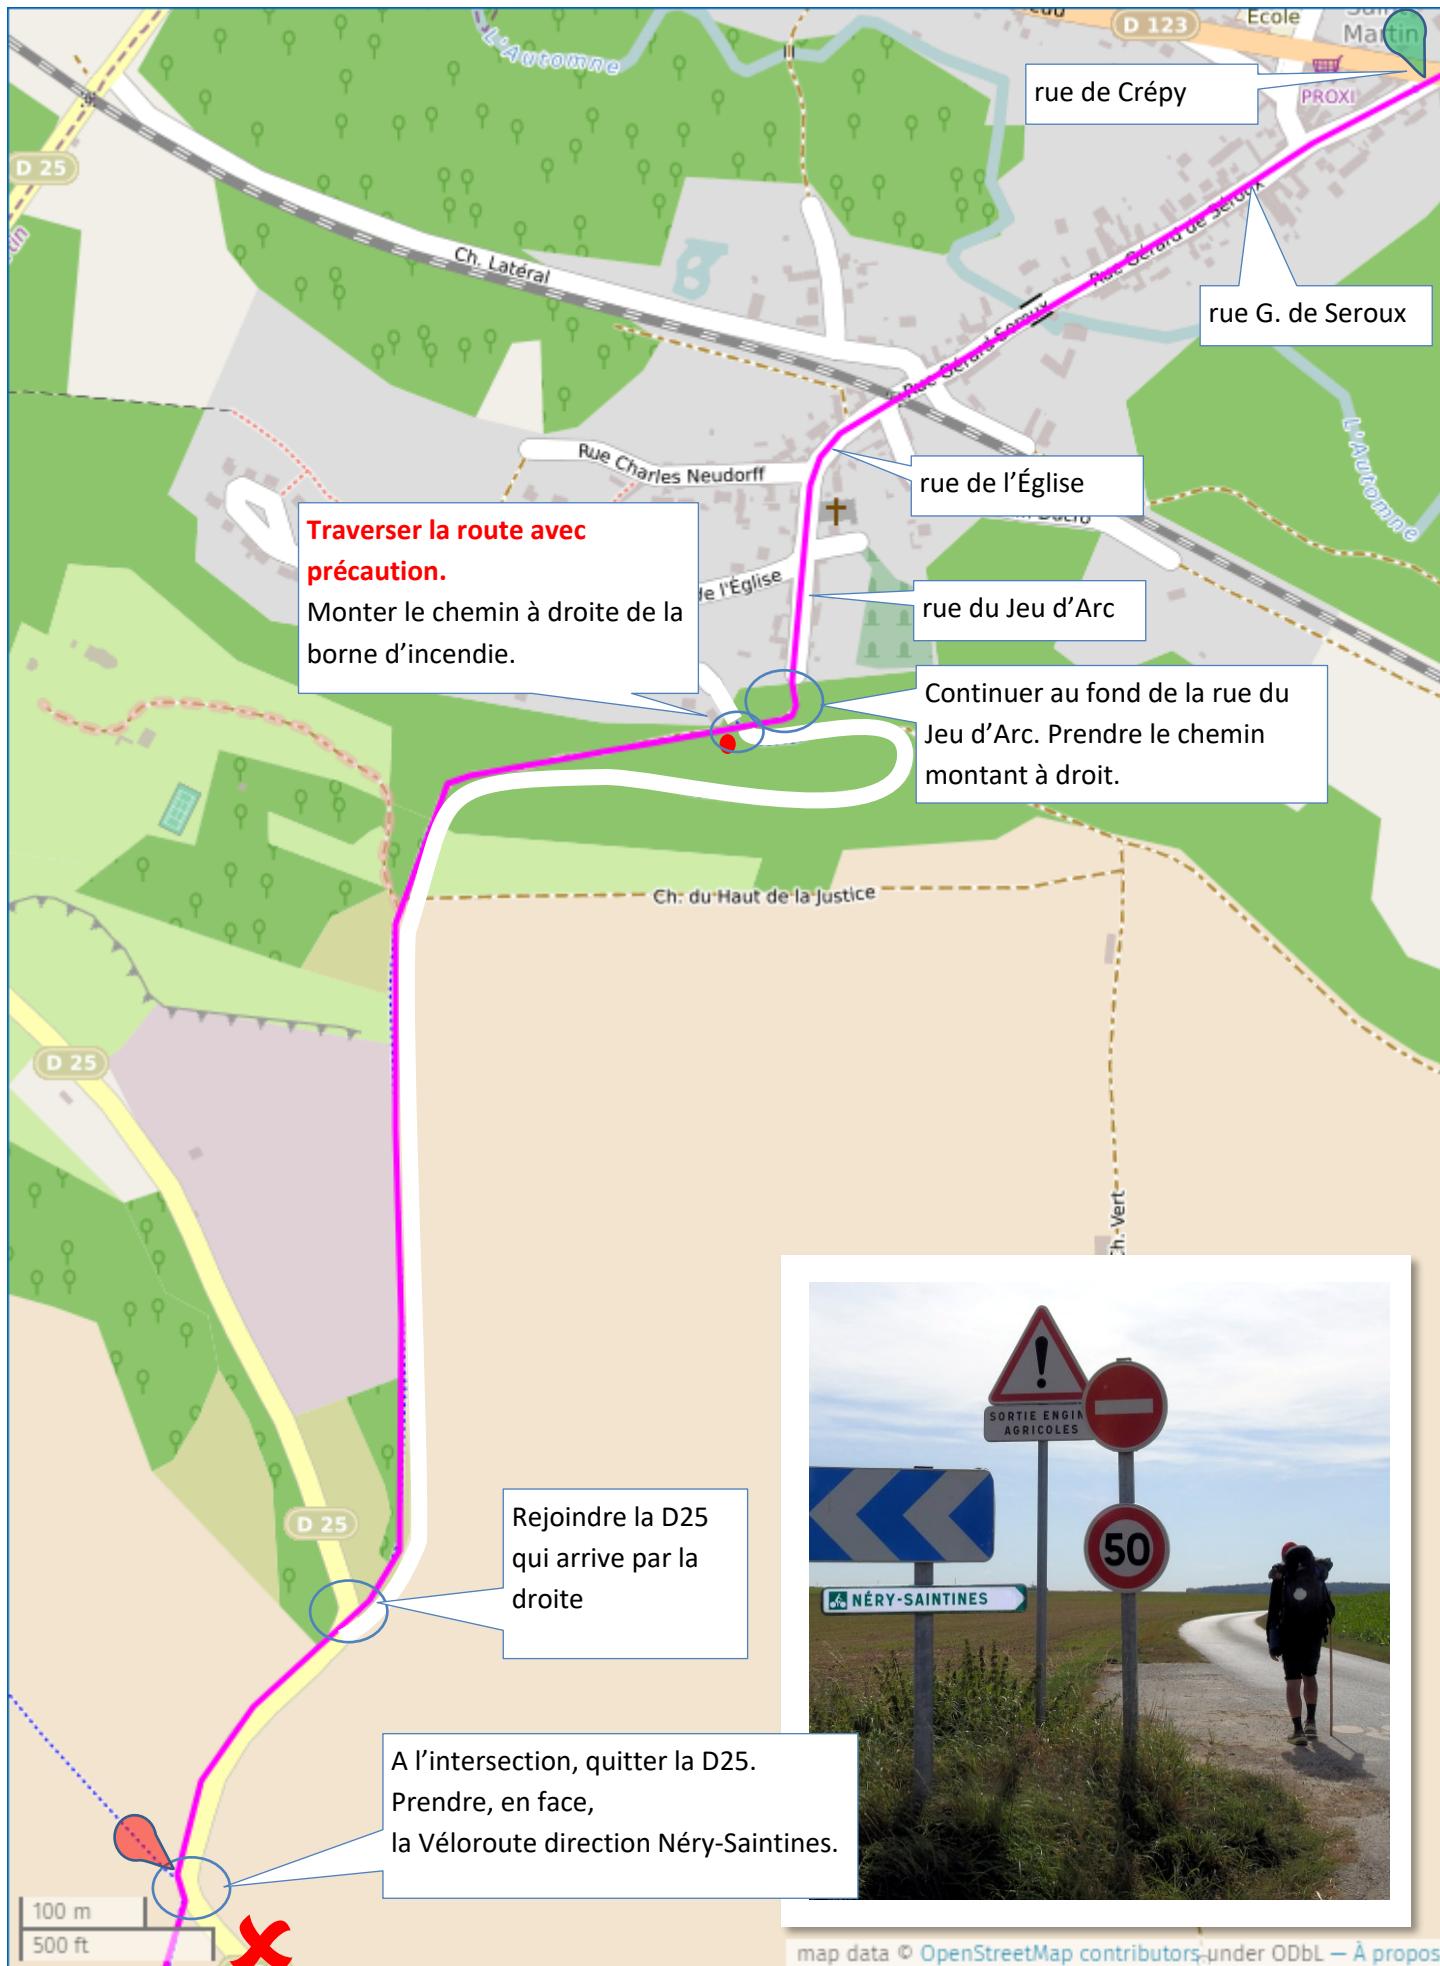 D 123
École
Martin
L'Automne
rue de Crépy
PROXI
D 25
Rue Gérard de Seroux
Ch. Latéral
rue G. de Seroux
Rue Gérard Seroux
L'Automne
Rue Charles Neudorff
rue de l’Église
Traverser la route avec
précaution.
Monter le chemin à droite de la
borne d’incendie.
de l'Église
rue du Jeu d’Arc
Continuer au fond de la rue du
Jeu d’Arc. Prendre le chemin
montant à droit.
Ch. du Haut de la Justice
D 25
Ch. Vert
SORTIE ENGIN
AGRICOLES
50
NÉRY-SAINTINES
D 25
Rejoindre la D25
qui arrive par la
droite
A l’intersection, quitter la D25.
Prendre, en face,
la Véloroute direction Néry-Saintines.
100 m
500 ft
map data © OpenStreetMap contributors under ODbL — À propos